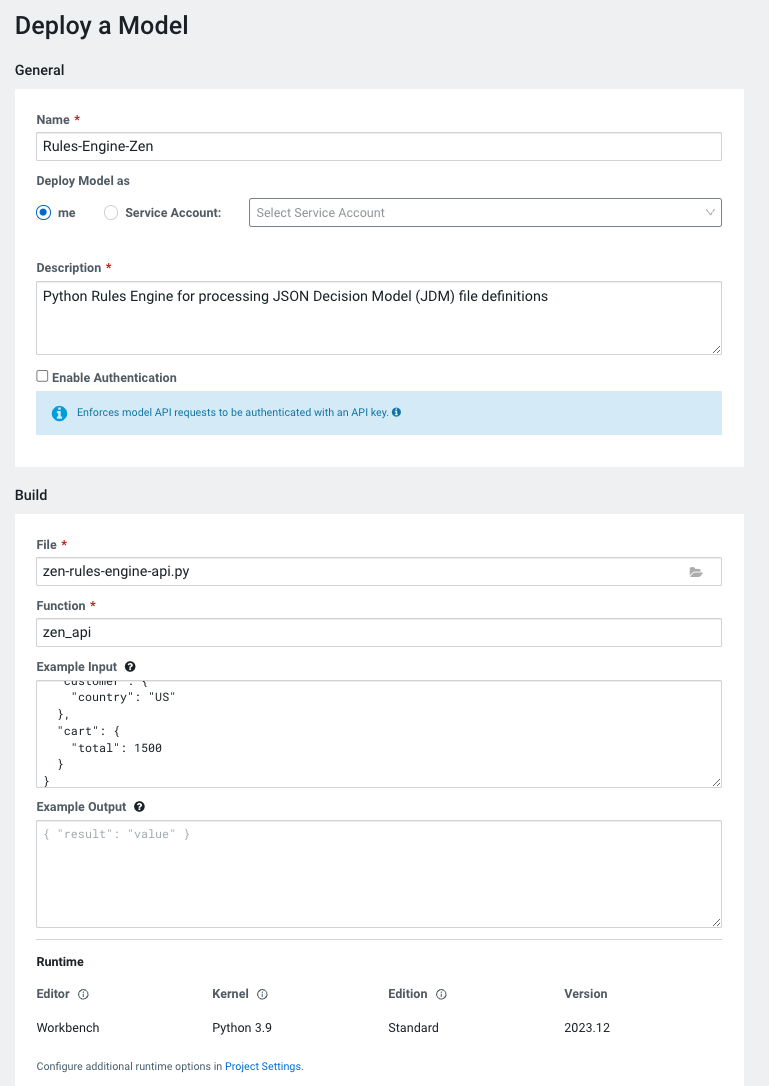 Deploy a Model
General
Name *
Rules-Engine-Zen
Deploy Model as
me Service Account: Select Service Account
Description *
Python Rules Engine for processing JSON Decision Model (JDM) file definitions
Enable Authentication
Enforces model API requests to be authenticated with an API key.
Build
File *
zen-rules-engine-api.py
Function *
zen_api
Example Input
"customer": {
"country": "US"
},
"cart": {
"total": 1500
}
}
Example Output
{ "result": "value" }
Runtime
Editor Kernel Edition Version
Workbench Python 3.9 Standard 2023.12
Configure additional runtime options in Project Settings.